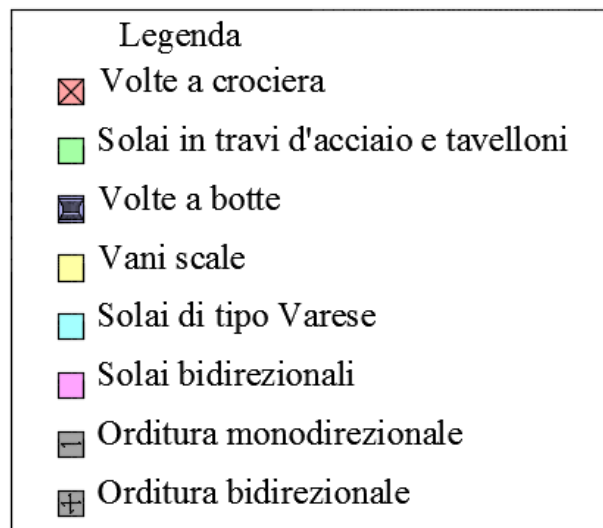 Legenda
Volte a crociera
Solai in travi d'acciaio e tavelloni
Volte a botte
Vani scale
Solai di tipo Varese
Solai bidirezionali
Orditura monodirezionale
Orditura bidirezionale